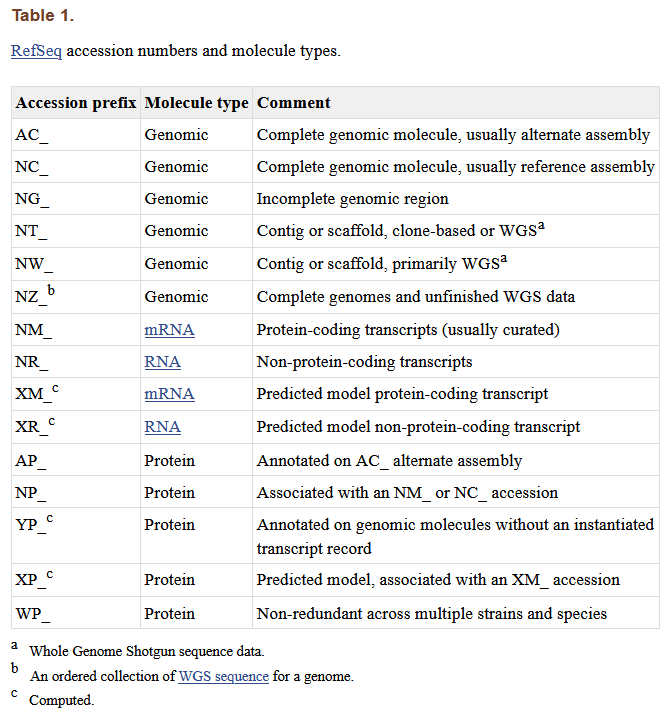 Table 1.
RefSeq accession numbers and molecule types.
Accession prefix Molecule type Comment
AC_ Genomic Complete genomic molecule, usually alternate assembly
NC_ Genomic Complete genomic molecule, usually reference assembly
NG_ Genomic Incomplete genomic region
NT_ Genomic Contig or scaffold, clone-based or WGSa
NW_ Genomic Contig or scaffold, primarily WGSa
NZ_b Genomic Complete genomes and unfinished WGS data
NM_ mRNA Protein-coding transcripts (usually curated)
NR_ RNA Non-protein-coding transcripts
XM_c mRNA Predicted model protein-coding transcript
XR_c RNA Predicted model non-protein-coding transcript
AP_ Protein Annotated on AC_ alternate assembly
NP_ Protein Associated with an NM_ or NC_ accession
YP_c Protein Annotated on genomic molecules without an instantiated
transcript record
XP_c Protein Predicted model, associated with an XM_ accession
WP_ Protein Non-redundant across multiple strains and species
a Whole Genome Shotgun sequence data.
b An ordered collection of WGS sequence for a genome.
c Computed.